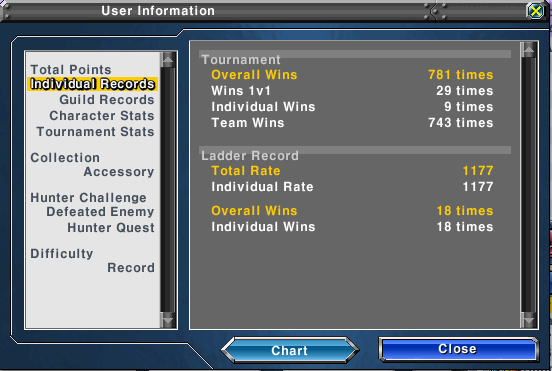 User Information
Total Points
Individual Records
Guild Records
Character Stats
Tournament Stats
Collection
Accessory
Hunter Challenge
Defeated Enemy
Hunter Quest
Difficulty
Record
Tournament
Overall Wins 781 times
Wins 1v1 29 times
Individual Wins 9 times
Team Wins 743 times
Ladder Record
Total Rate 1177
Individual Rate 1177
Overall Wins 18 times
Individual Wins 18 times
Chart
Close